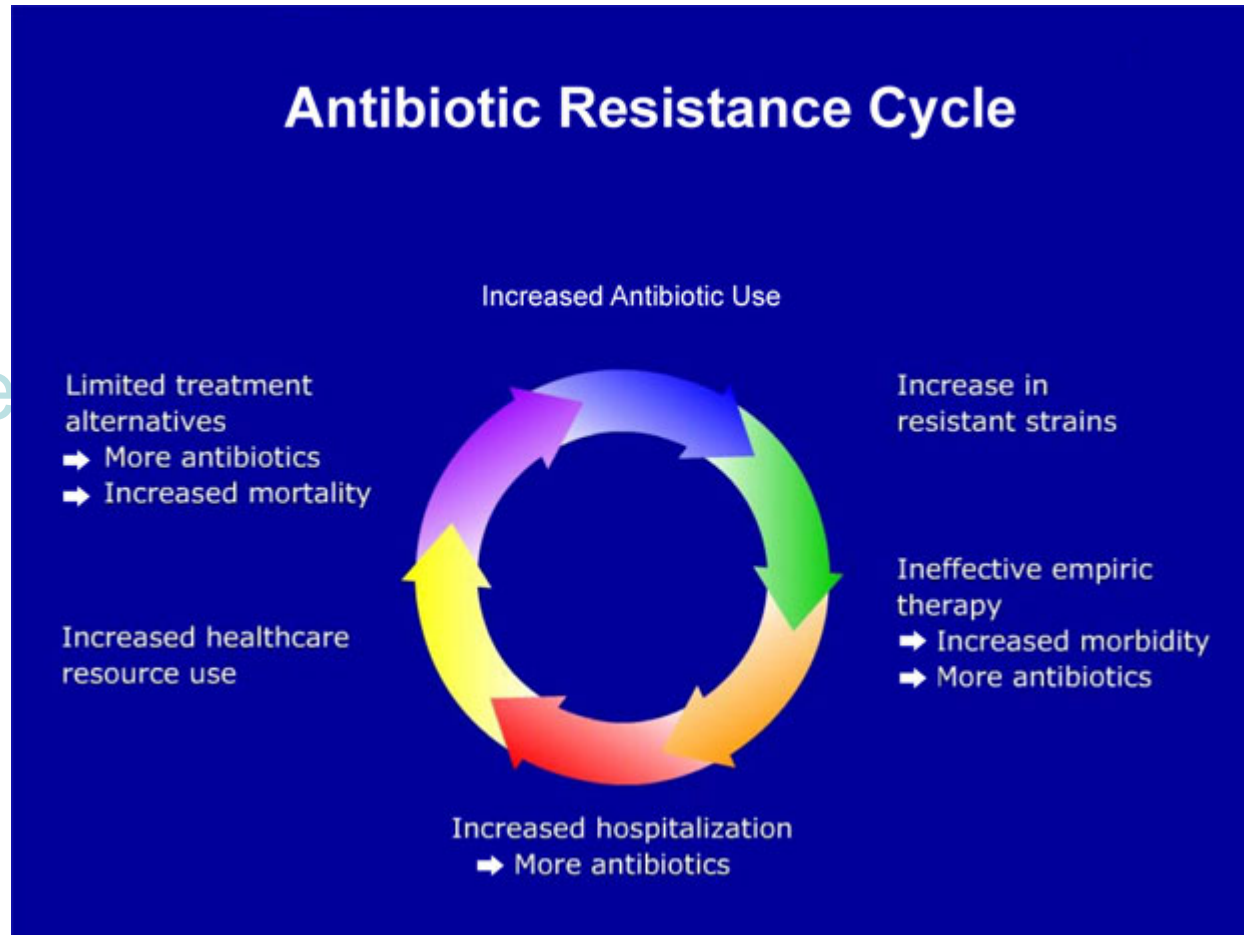 Antibiotic Resistance Cycle
Increased Antibiotic Use
Increase in
resistant strains
Ineffective empiric
therapy
➡ Increased morbidity
➡ More antibiotics
Increased hospitalization
➡ More antibiotics
Increased healthcare
resource use
Limited treatment
alternatives
➡ More antibiotics
➡ Increased mortality